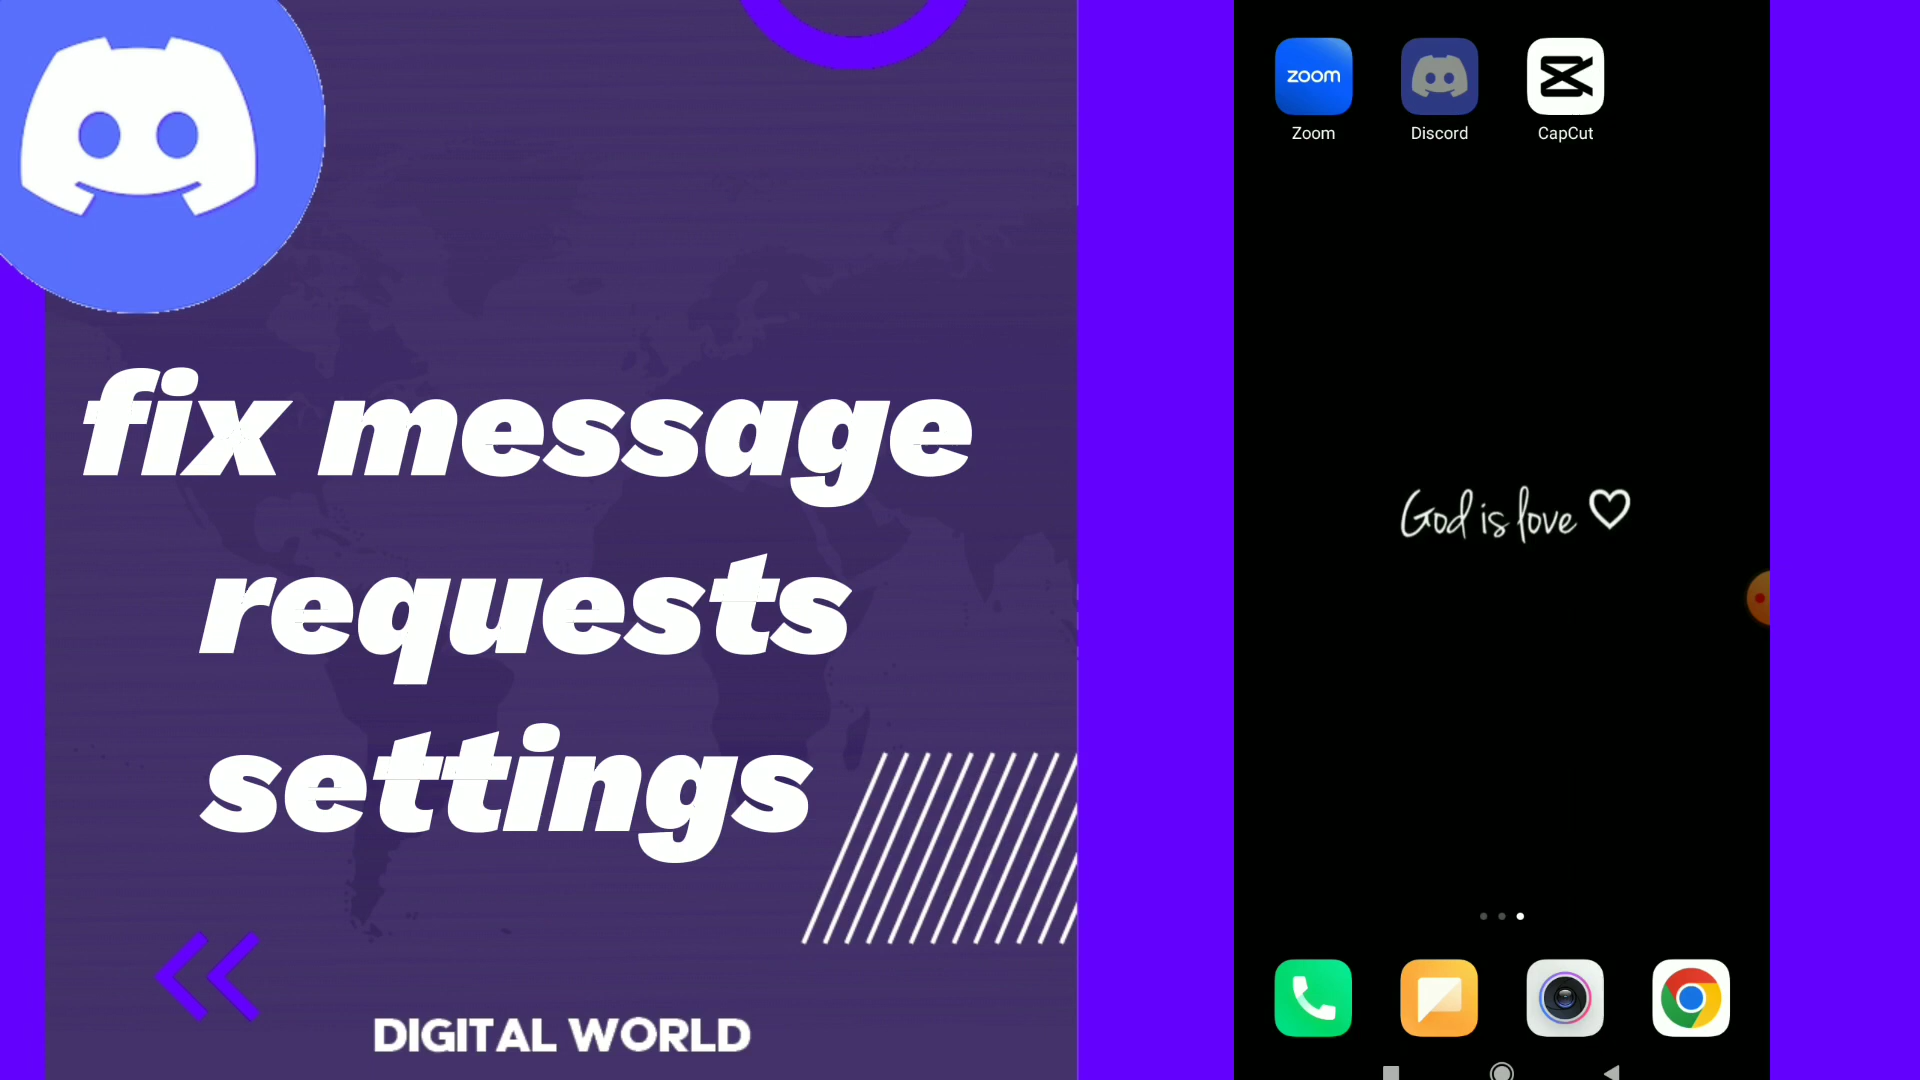 fix message
requests
settings
DIGITAL WORLD
zoom
Zoom
Discord
CapCut
God is love